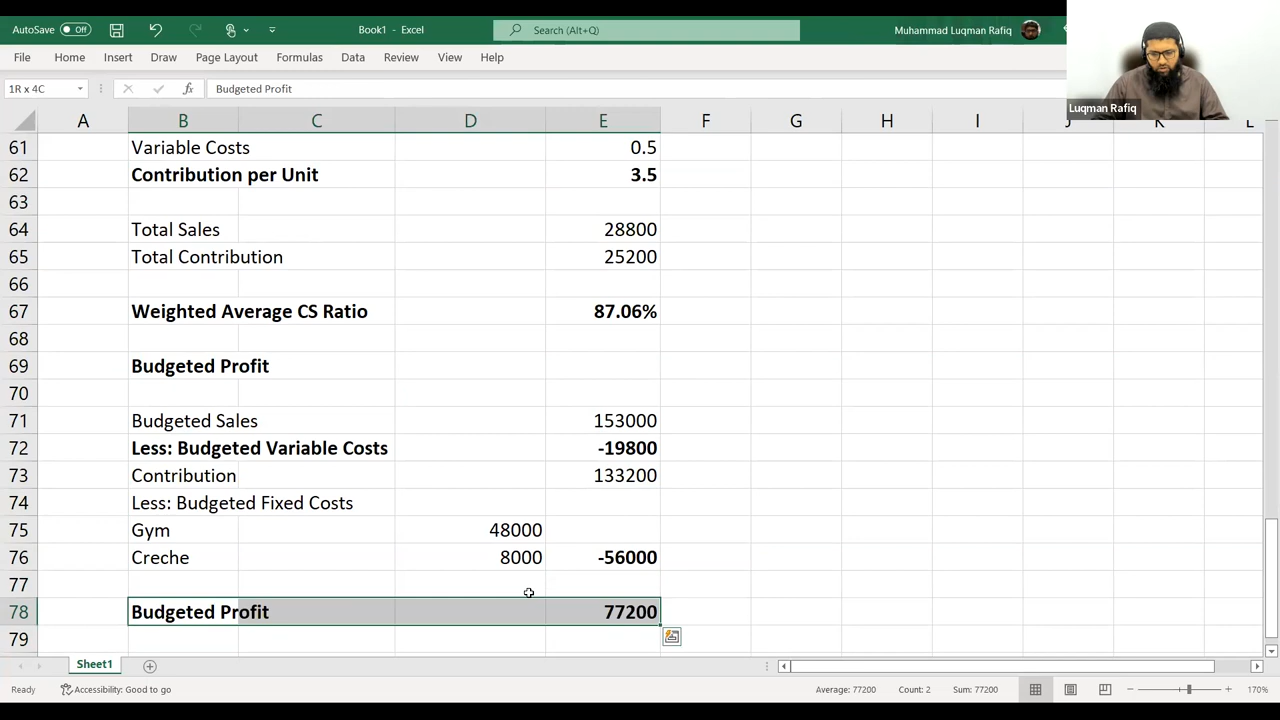 AutoSave Off Book1 - Excel Search (Alt+Q) Muhammad Luqman Rafiq
File Home Insert Draw Page Layout Formulas Data Review View Help
1R x 4C fx Budgeted Profit
Luqman Rafiq
A B C D E F G H I J K L
61 Variable Costs 0.5
62 Contribution per Unit 3.5
63
64 Total Sales 28800
65 Total Contribution 25200
66
67 Weighted Average CS Ratio 87.06%
68
69 Budgeted Profit
70
71 Budgeted Sales 153000
72 Less: Budgeted Variable Costs -19800
73 Contribution 133200
74 Less: Budgeted Fixed Costs
75 Gym 48000
76 Creche 8000 -56000
77
78 Budgeted Profit 77200
79
Sheet1
Ready Accessibility: Good to go Average: 77200 Count: 2 Sum: 77200 170%